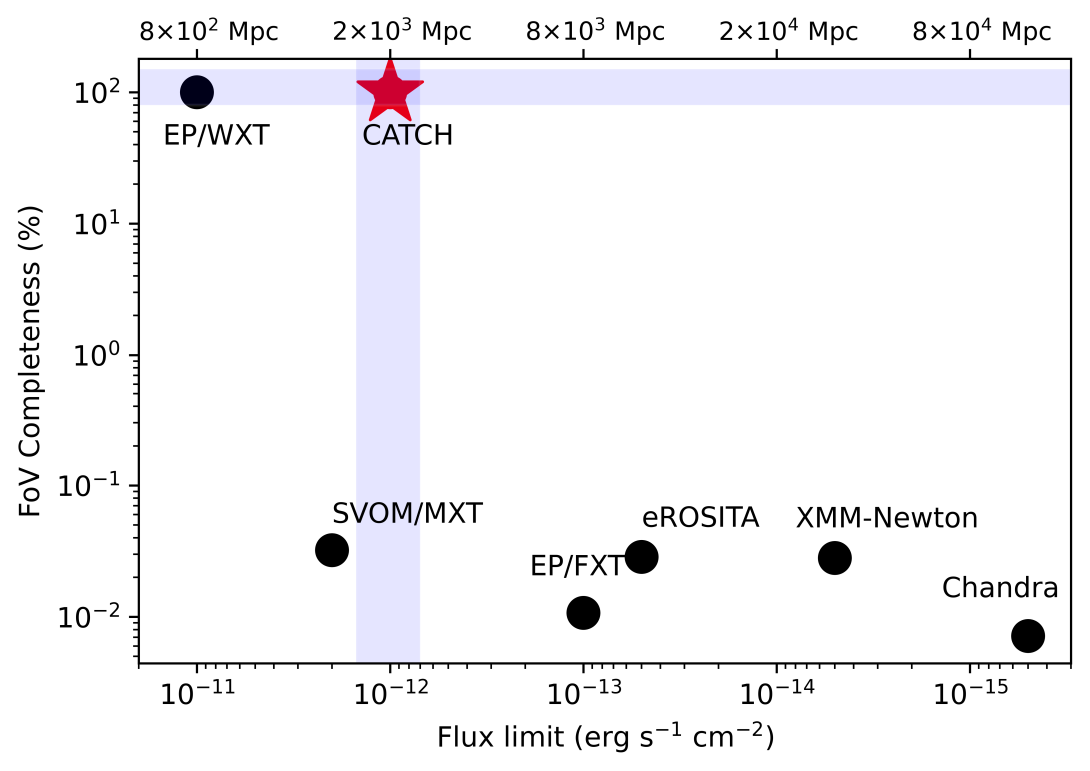 8×10² Mpc 2×10³ Mpc 8×10³ Mpc 2×10⁴ Mpc 8×10⁴ Mpc
10²
EP/WXT
CATCH
10¹
FoV Completeness (%)
10⁰
10⁻¹
SVOM/MXT
eROSITA
XMM-Newton
EP/FXT
Chandra
10⁻²
10⁻¹¹ 10⁻¹² 10⁻¹³ 10⁻¹⁴ 10⁻¹⁵
Flux limit (erg s⁻¹ cm⁻²)